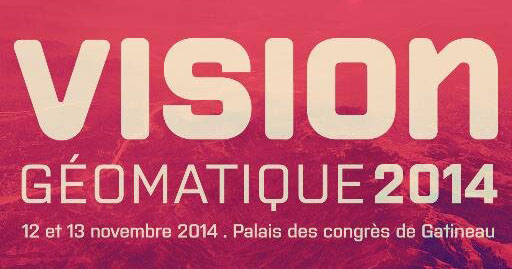 VISION
GÉOMATIQUE 2014
12 et 13 novembre 2014 . Palais des congrès de Gatineau